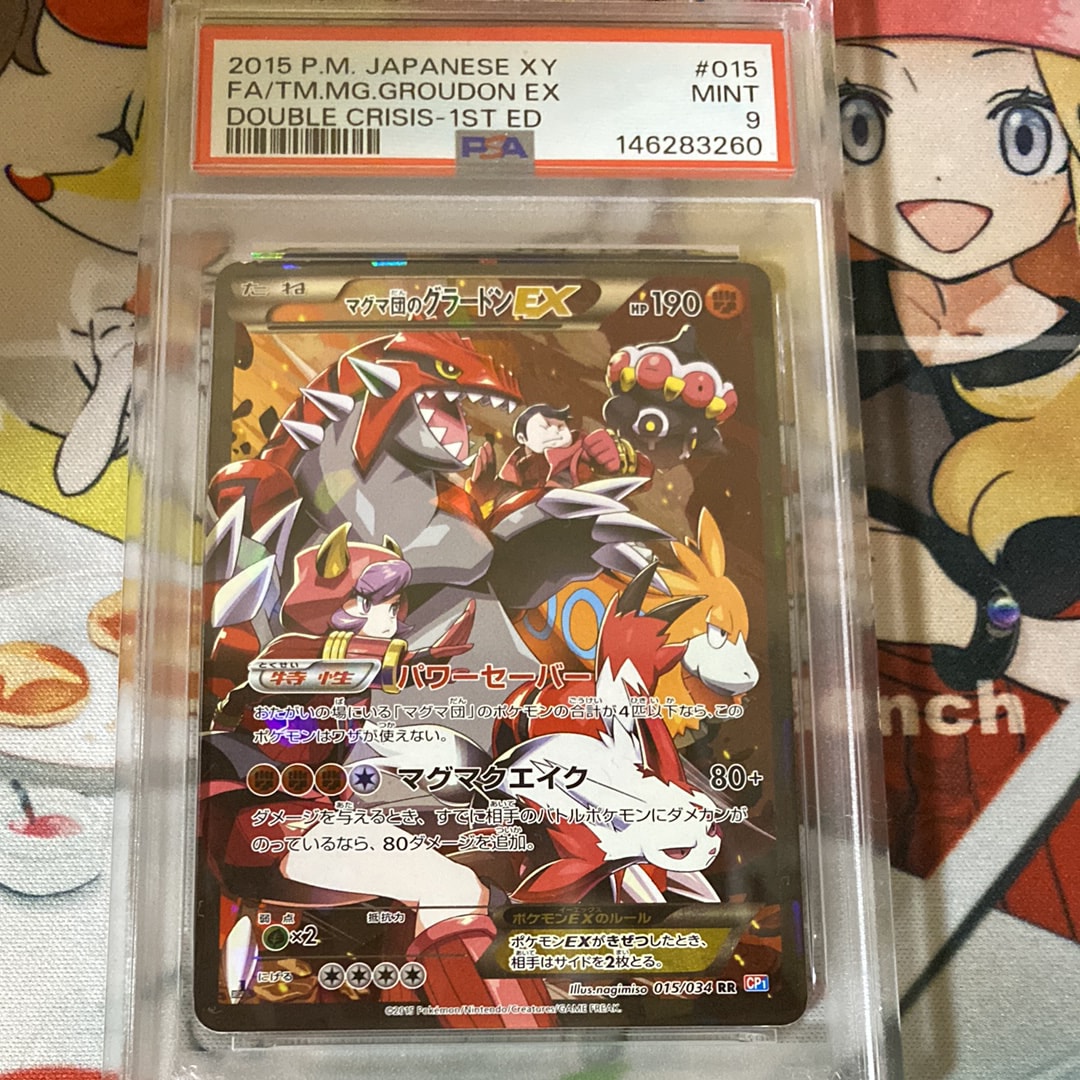 2015 P.M. JAPANESE XY #015
FA/TM.MG.GROUDON EX MINT
DOUBLE CRISIS-1ST ED 9
PSA 146283260
たね マグマ団のグラードンEX HP190
とくせい
特性 パワーセーバー
おたがいの場にいる「マグマ団」のポケモンの合計が4匹以下なら、この
ポケモンはワザが使えない。
マグマクエイク 80+
ダメージを与えるとき、すでに相手のバトルポケモンにダメカンが
のっているなら、80ダメージを追加。
弱点 抵抗力
×2
にげる
ポケモンEXのルール
ポケモンEXがきぜつしたとき、
相手はサイドを2枚とる。
Illus.nagimiso 015/034 RR CP1
©2015 Pokémon/Nintendo/Creatures/GAME FREAK.
nch